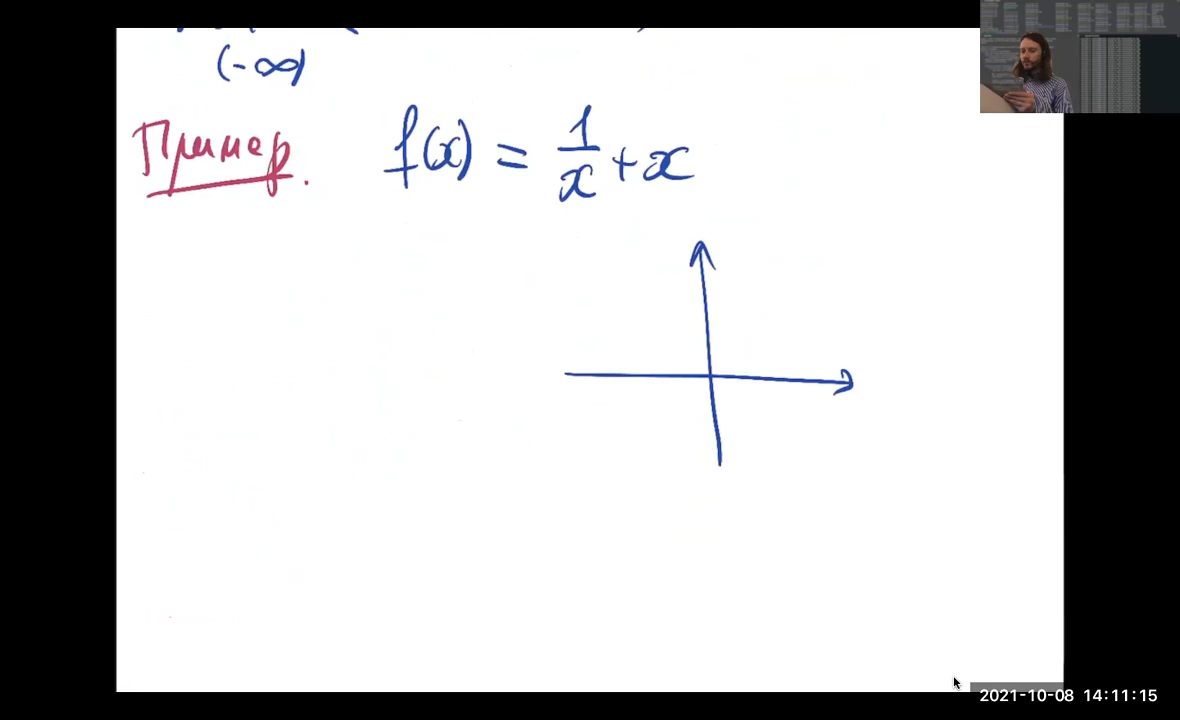 (-∞)
Пример. f(x) = 1/x + x
2021-10-08 14:11:15